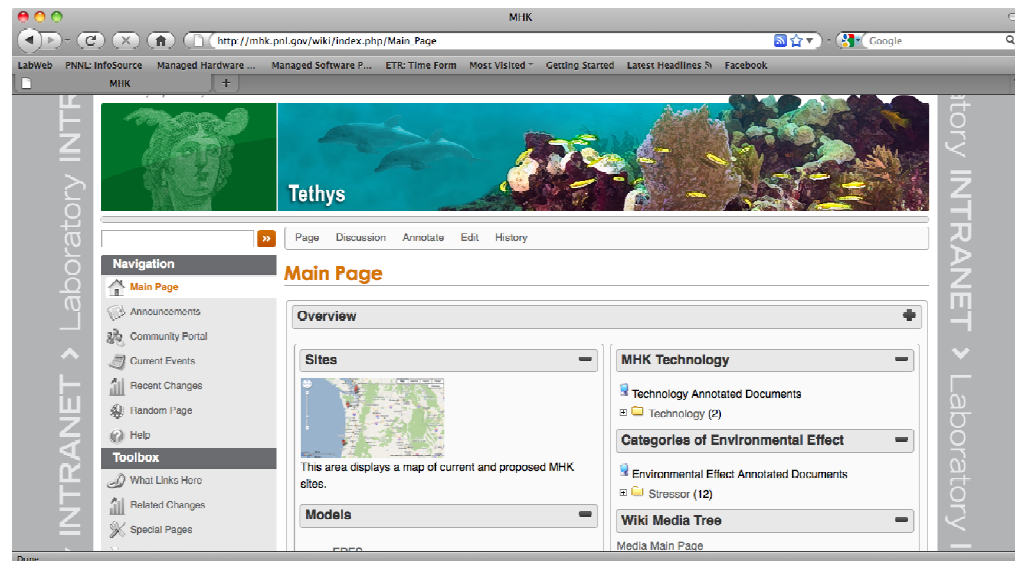 MHK
http://mhk.pnl.gov/wiki/index.php/Main_Page
Google
LabWeb PNNL: InfoSource Managed Hardware ... Managed Software P... ETR: Time Form Most Visited Getting Started Latest Headlines Facebook
MHK +
Laboratory INTRANET
Tethys
Page Discussion Annotate Edit History
Navigation
Main Page
Announcements
Community Portal
Current Events
Recent Changes
Random Page
Help
Toolbox
What Links Here
Related Changes
Special Pages
Main Page
Overview
Sites
This area displays a map of current and proposed MHK
sites.
Models
MHK Technology
Technology Annotated Documents
Technology (2)
Categories of Environmental Effect
Environmental Effect Annotated Documents
Stressor (12)
Wiki Media Tree
Media Main Page
Laboratory INTRANET
Done